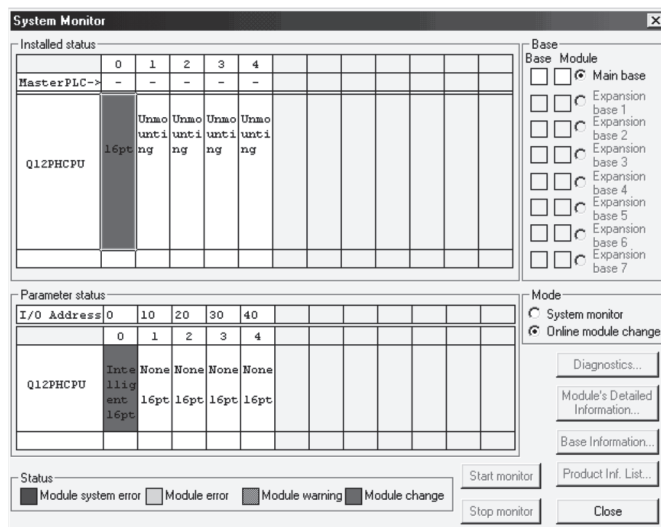 System Monitor
Installed status
0 1 2 3 4
MasterPLC-> - - - - -
Q12PHCPU 16pt Unmo Unmo Unmo Unmo
unti unti unti unti
ng ng ng ng
Base
Base Module
Main base
Expansion
base 1
Expansion
base 2
Expansion
base 3
Expansion
base 4
Expansion
base 5
Expansion
base 6
Expansion
base 7
Parameter status
I/O Address 0 10 20 30 40
0 1 2 3 4
Q12PHCPU Inte None None None None
llig
ent 16pt 16pt 16pt 16pt
16pt
Mode
System monitor
Online module change
Diagnostics...
Module's Detailed
Information...
Base Information...
Product Inf. List...
Close
Status
Module system error Module error Module warning Module change
Start monitor
Stop monitor